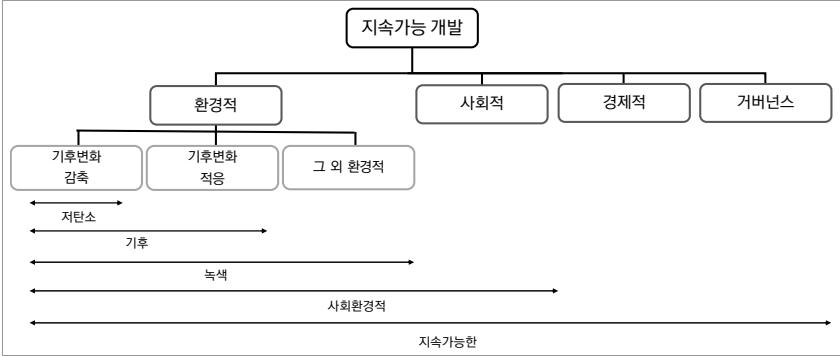 지속가능 개발
환경적
사회적
경제적
거버넌스
기후변화
감축
기후변화
적응
그 외 환경적
저탄소
기후
녹색
사회환경적
지속가능한